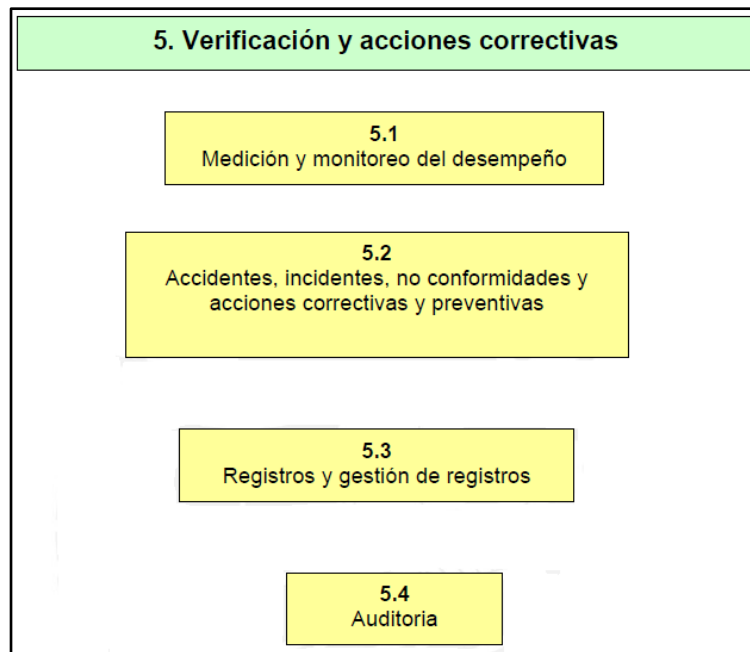 5. Verificación y acciones correctivas
5.1
Medición y monitoreo del desempeño
5.2
Accidentes, incidentes, no conformidades y
acciones correctivas y preventivas
5.3
Registros y gestión de registros
5.4
Auditoria